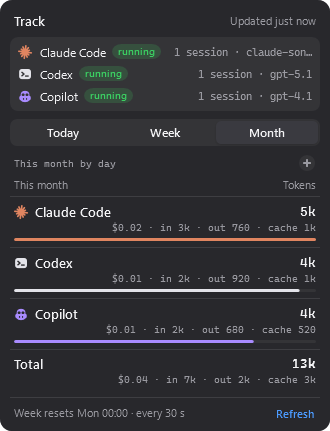 Track Updated just now
Claude Code running 1 session · claude-son…
Codex running 1 session · gpt-5.1
Copilot running 1 session · gpt-4.1
Today Week Month
This month by day +
This month Tokens
Claude Code 5k
$0.02 · in 3k · out 760 · cache 1k
Codex 4k
$0.01 · in 2k · out 920 · cache 1k
Copilot 4k
$0.01 · in 2k · out 680 · cache 520
Total 13k
$0.04 · in 7k · out 2k · cache 3k
Week resets Mon 00:00 · every 30 s Refresh